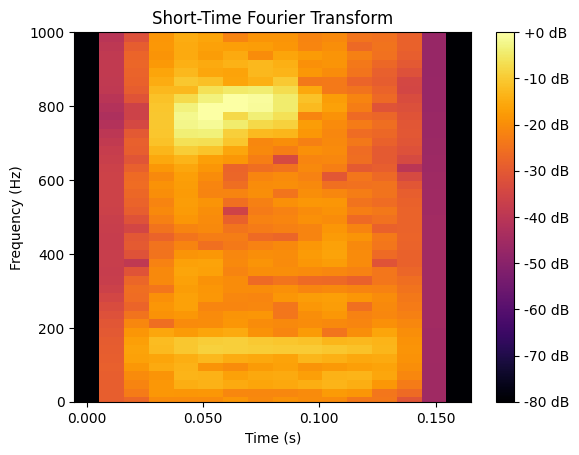 Short-Time Fourier Transform
1000
800
600
400
200
0
Frequency (Hz)
0.000
0.050
0.100
0.150
Time (s)
+0 dB
-10 dB
-20 dB
-30 dB
-40 dB
-50 dB
-60 dB
-70 dB
-80 dB